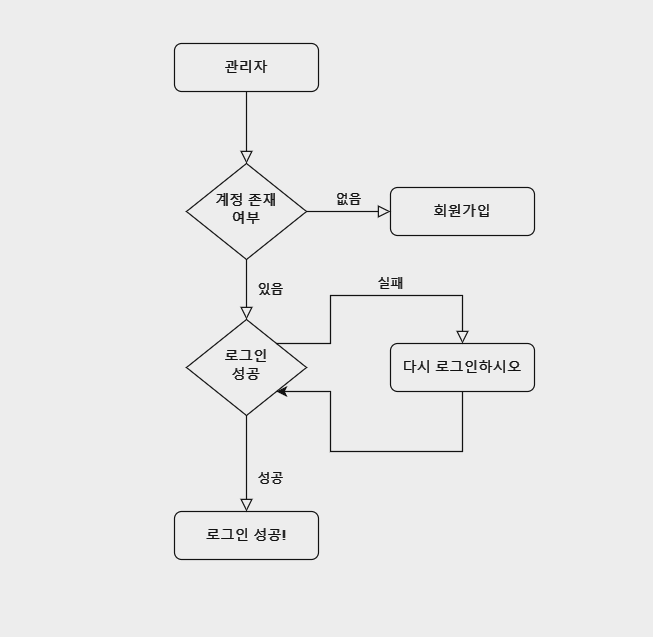 관리자
계정 존재
여부
없음
회원가입
있음
실패
로그인
성공
다시 로그인하시오
성공
로그인 성공!